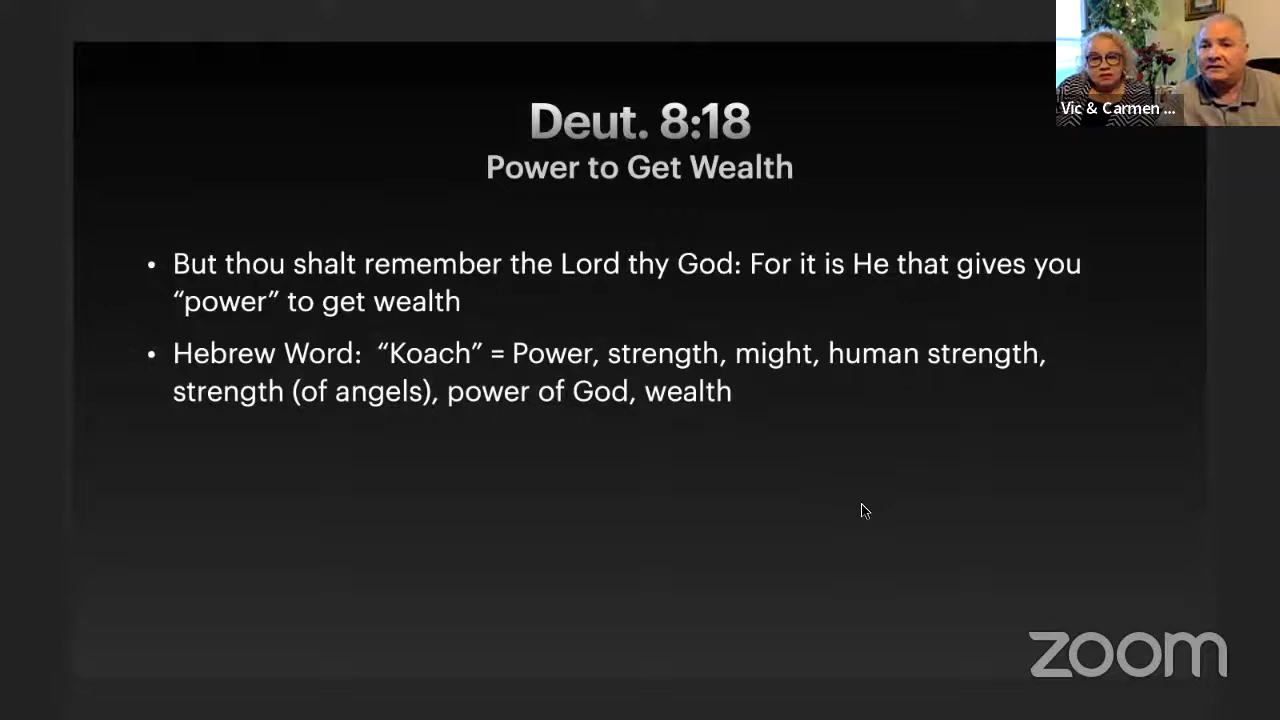 Deut. 8:18
Power to Get Wealth
• But thou shalt remember the Lord thy God: For it is He that gives you
“power” to get wealth
• Hebrew Word:  “Koach” = Power, strength, might, human strength,
strength (of angels), power of God, wealth
Vic & Carmen ...
zoom